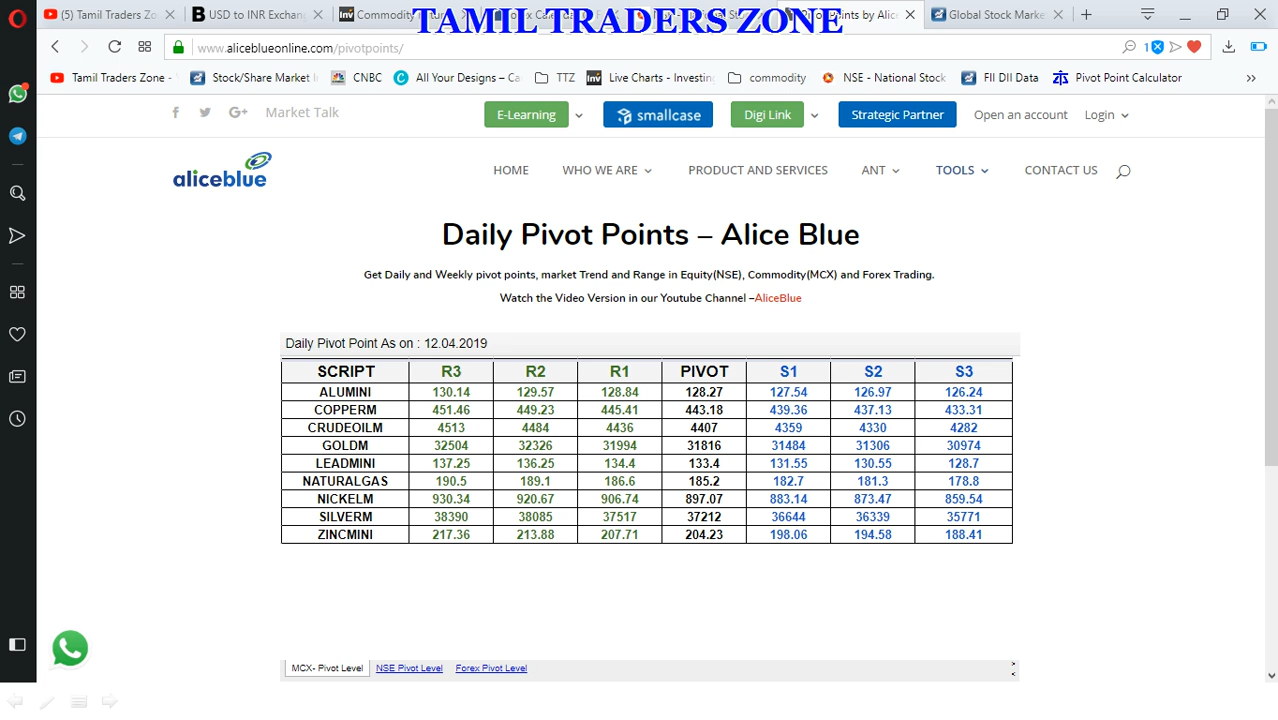 TAMIL TRADERS ZONE
(5) Tamil Traders Zo
USD to INR Exchan
Global Stock Marke
www.aliceblueonline.com/pivotpoints/
1
Tamil Traders Zone -
Stock/Share Market I
CNBC
All Your Designs – Ca
TTZ
Live Charts - Investin
commodity
NSE - National Stock
FII DII Data
Pivot Point Calculator
Market Talk
E-Learning
smallcase
Digi Link
Strategic Partner
Open an account
Login
aliceblue
HOME
WHO WE ARE
PRODUCT AND SERVICES
ANT
TOOLS
CONTACT US
Daily Pivot Points – Alice Blue
Get Daily and Weekly pivot points, market Trend and Range in Equity(NSE), Commodity(MCX) and Forex Trading.
Watch the Video Version in our Youtube Channel –AliceBlue
Daily Pivot Point As on : 12.04.2019
SCRIPT R3 R2 R1 PIVOT S1 S2 S3
ALUMINI 130.14 129.57 128.84 128.27 127.54 126.97 126.24
COPPERM 451.46 449.23 445.41 443.18 439.36 437.13 433.31
CRUDEOILM 4513 4484 4436 4407 4359 4330 4282
GOLDM 32504 32326 31994 31816 31484 31306 30974
LEADMINI 137.25 136.25 134.4 133.4 131.55 130.55 128.7
NATURALGAS 190.5 189.1 186.6 185.2 182.7 181.3 178.8
NICKELM 930.34 920.67 906.74 897.07 883.14 873.47 859.54
SILVERM 38390 38085 37517 37212 36644 36339 35771
ZINCMINI 217.36 213.88 207.71 204.23 198.06 194.58 188.41
MCX- Pivot Level
NSE Pivot Level
Forex Pivot Level